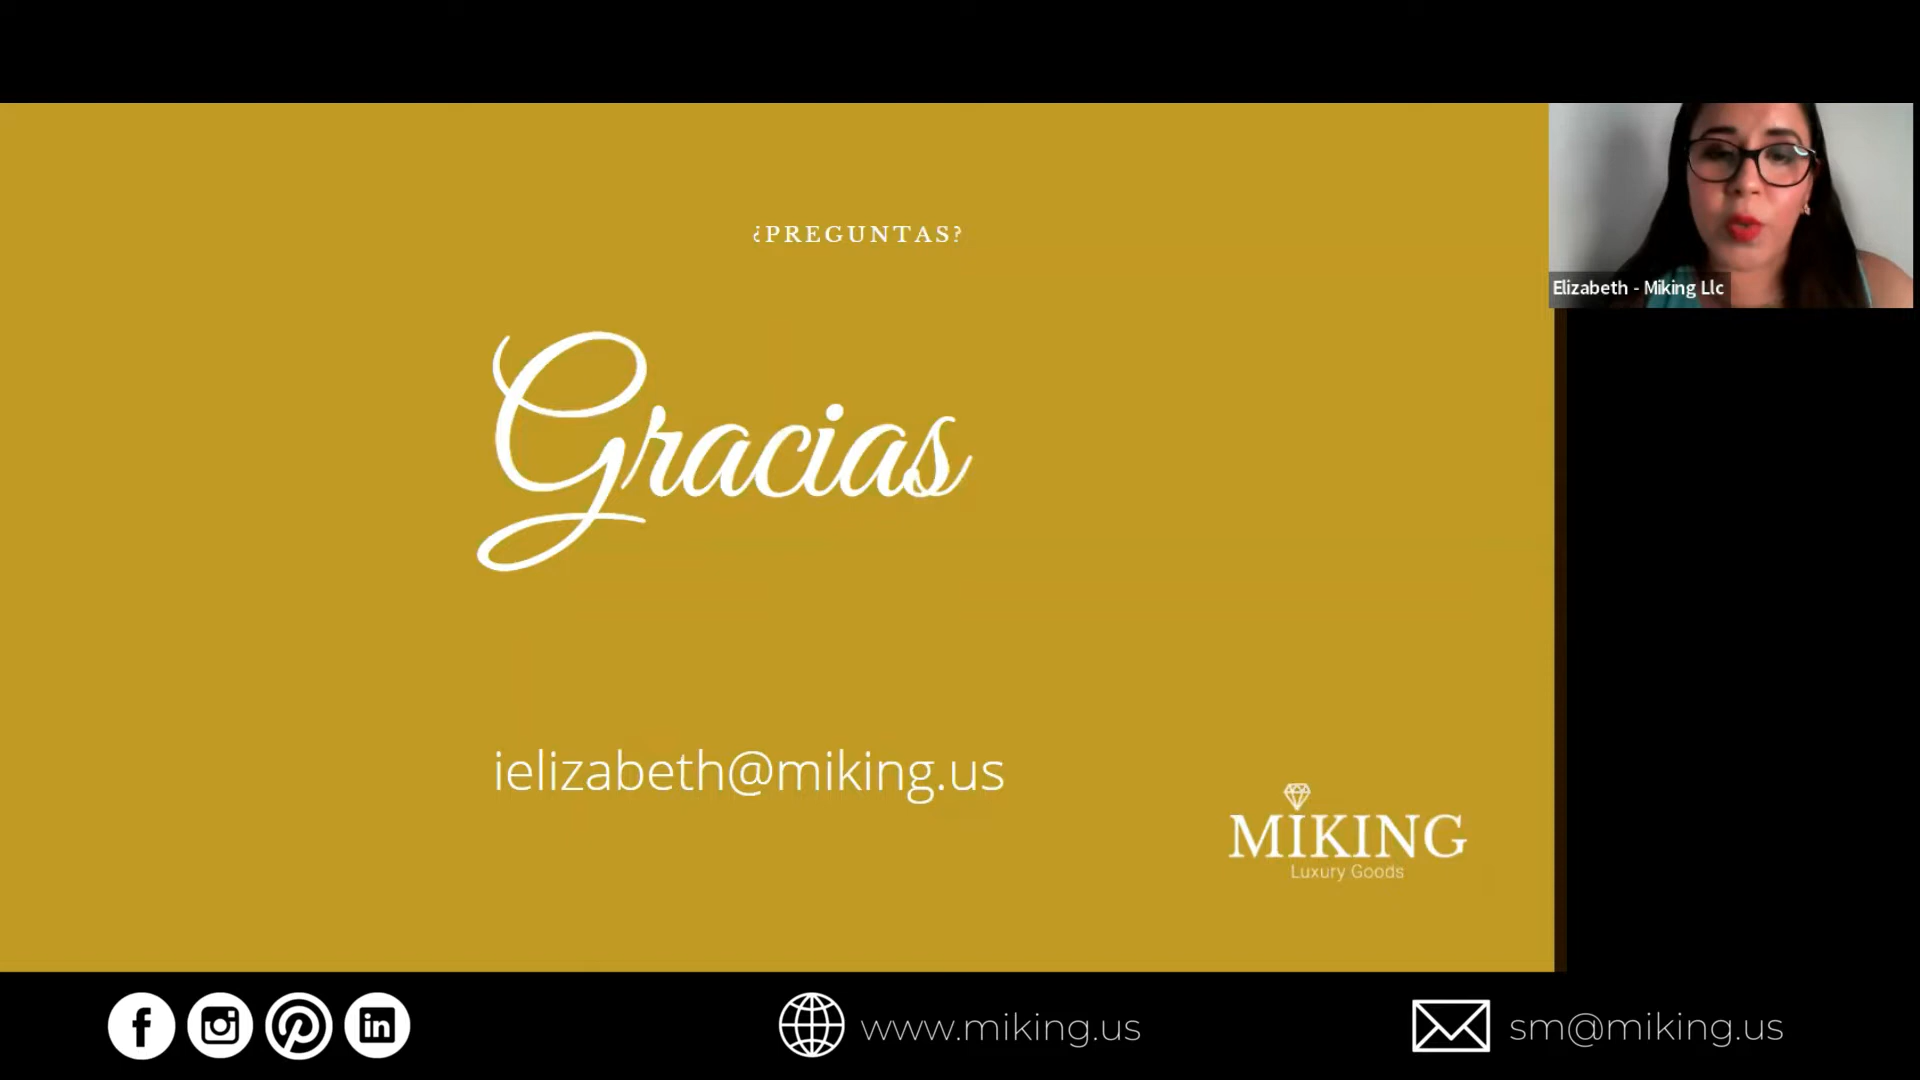 ¿PREGUNTAS?
Elizabeth - Miking Llc
Gracias
ielizabeth@miking.us
MIKING
Luxury Goods
www.miking.us
sm@miking.us